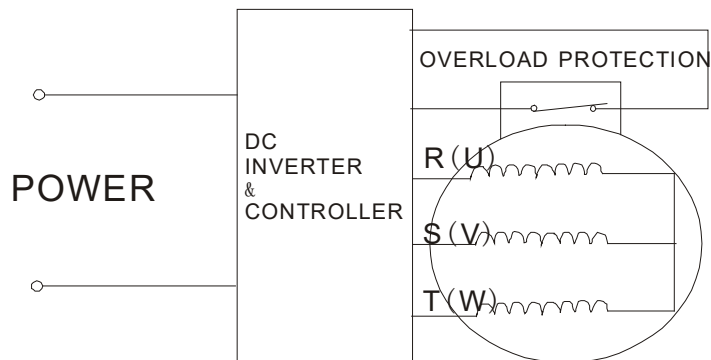 OVERLOAD PROTECTION
POWER
DC
INVERTER
&
CONTROLLER
R(U)
S(V)
T(W)